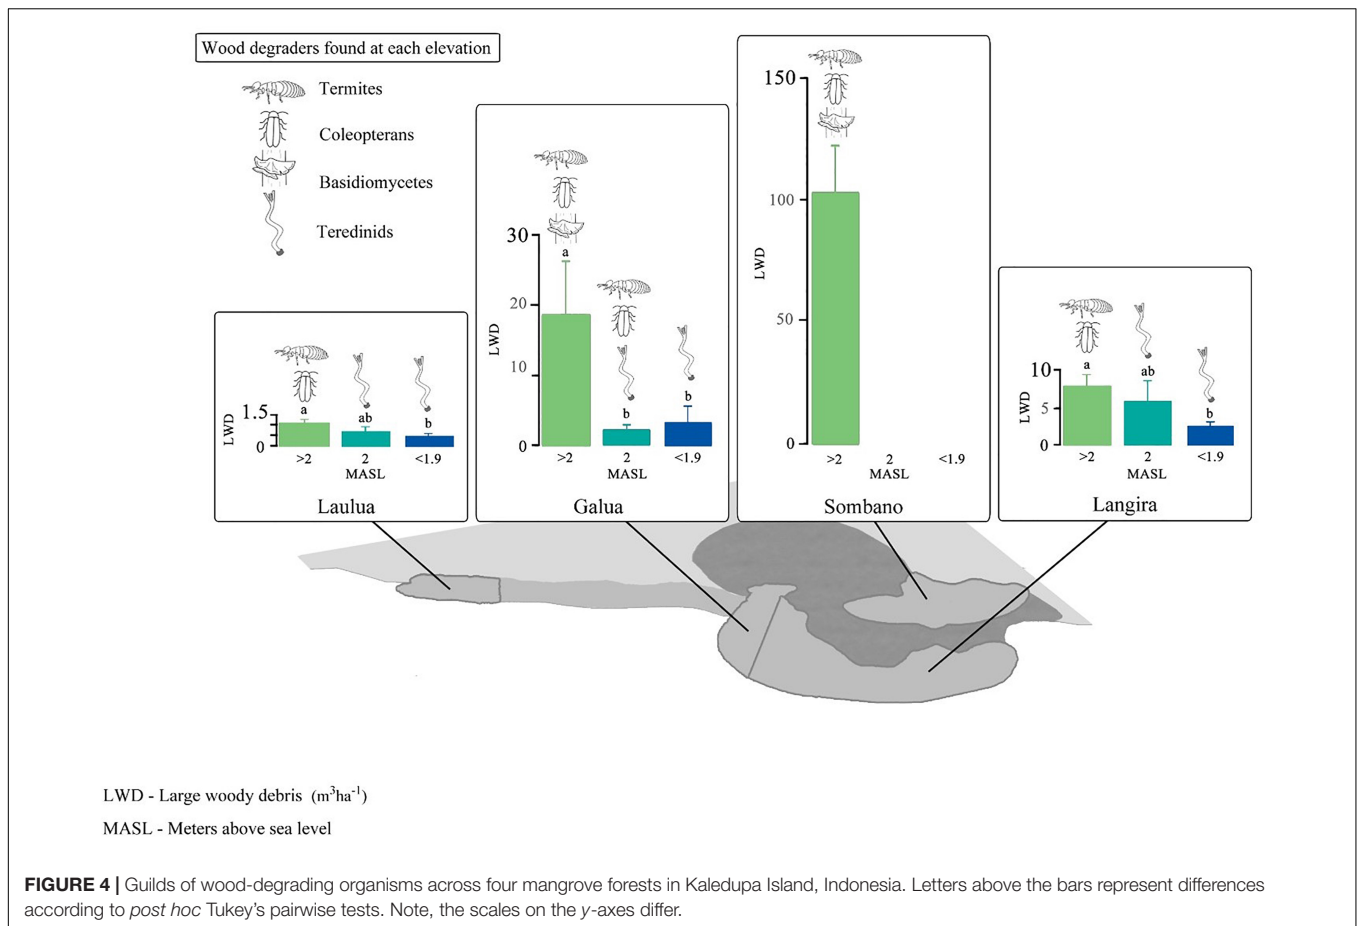 Wood degraders found at each elevation
Termites
Coleopterans
Basidiomycetes
Teredinids
LWD
1.5
0
a
ab
b
>2
2
<1.9
MASL
Laulua
LWD
30
20
10
0
a
b
b
>2
2
<1.9
MASL
Galua
LWD
150
100
50
0
>2
2
<1.9
MASL
Sombano
LWD
10
5
0
a
ab
b
>2
2
<1.9
MASL
Langira
LWD - Large woody debris (m³ha⁻¹)
MASL - Meters above sea level
FIGURE 4 | Guilds of wood-degrading organisms across four mangrove forests in Kaledupa Island, Indonesia. Letters above the bars represent differences
according to post hoc Tukey's pairwise tests. Note, the scales on the y-axes differ.